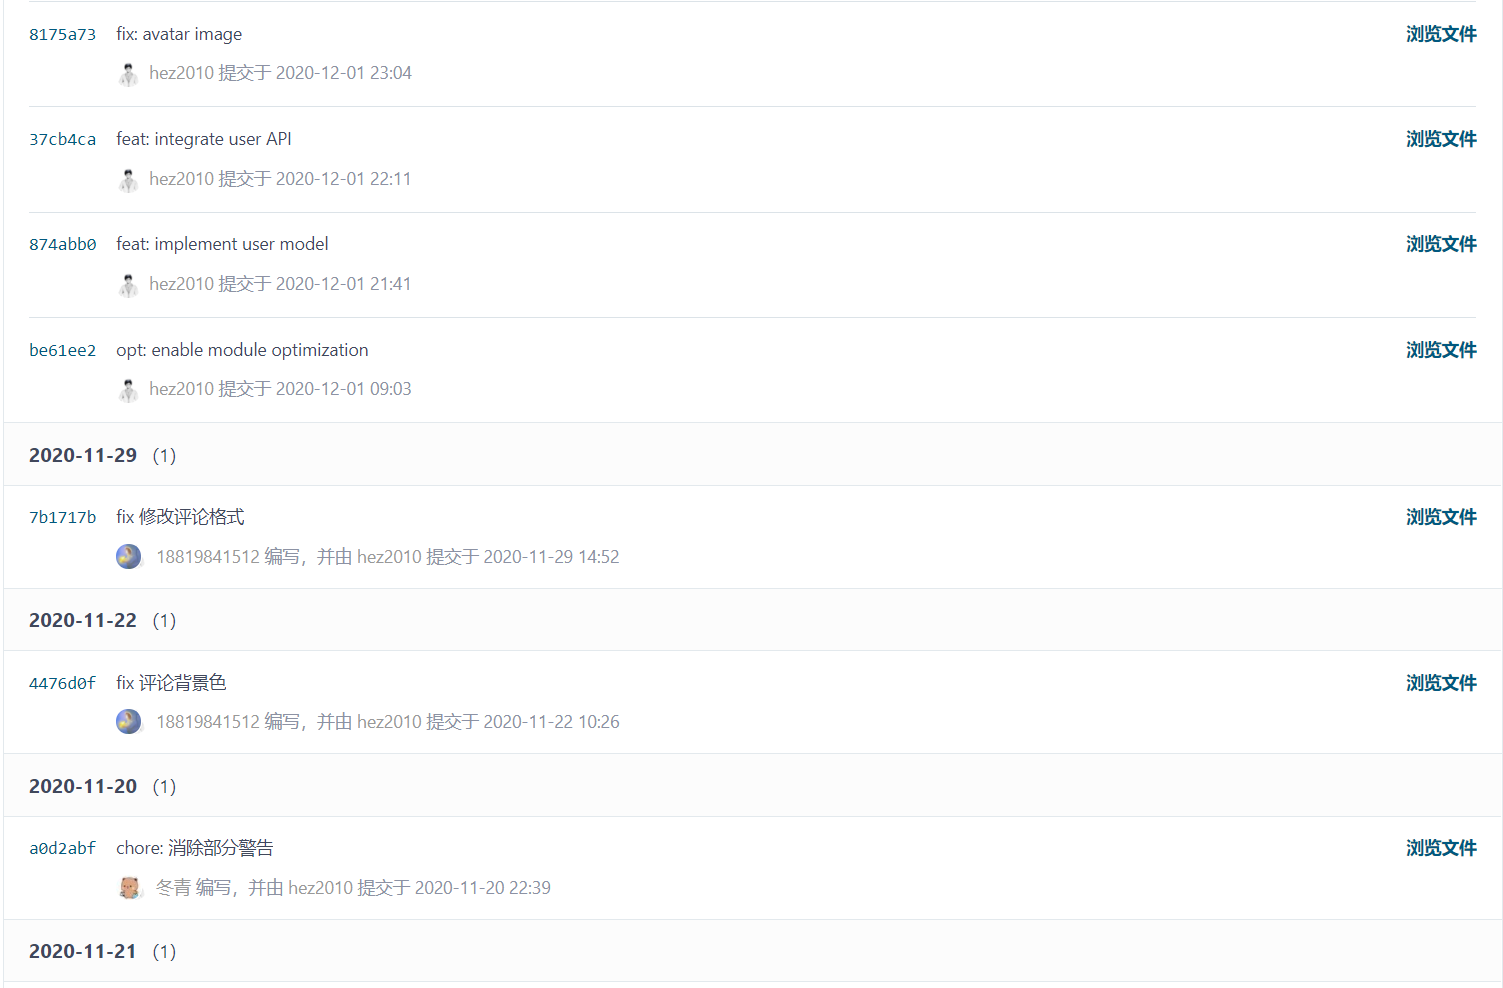 8175a73 fix: avatar image 浏览文件
hez2010 提交于 2020-12-01 23:04
37cb4ca feat: integrate user API 浏览文件
hez2010 提交于 2020-12-01 22:11
874abb0 feat: implement user model 浏览文件
hez2010 提交于 2020-12-01 21:41
be61ee2 opt: enable module optimization 浏览文件
hez2010 提交于 2020-12-01 09:03
2020-11-29 (1)
7b1717b fix 修改评论格式 浏览文件
18819841512 编写，并由 hez2010 提交于 2020-11-29 14:52
2020-11-22 (1)
4476d0f fix 评论背景色 浏览文件
18819841512 编写，并由 hez2010 提交于 2020-11-22 10:26
2020-11-20 (1)
a0d2abf chore: 消除部分警告 浏览文件
冬青 编写，并由 hez2010 提交于 2020-11-20 22:39
2020-11-21 (1)